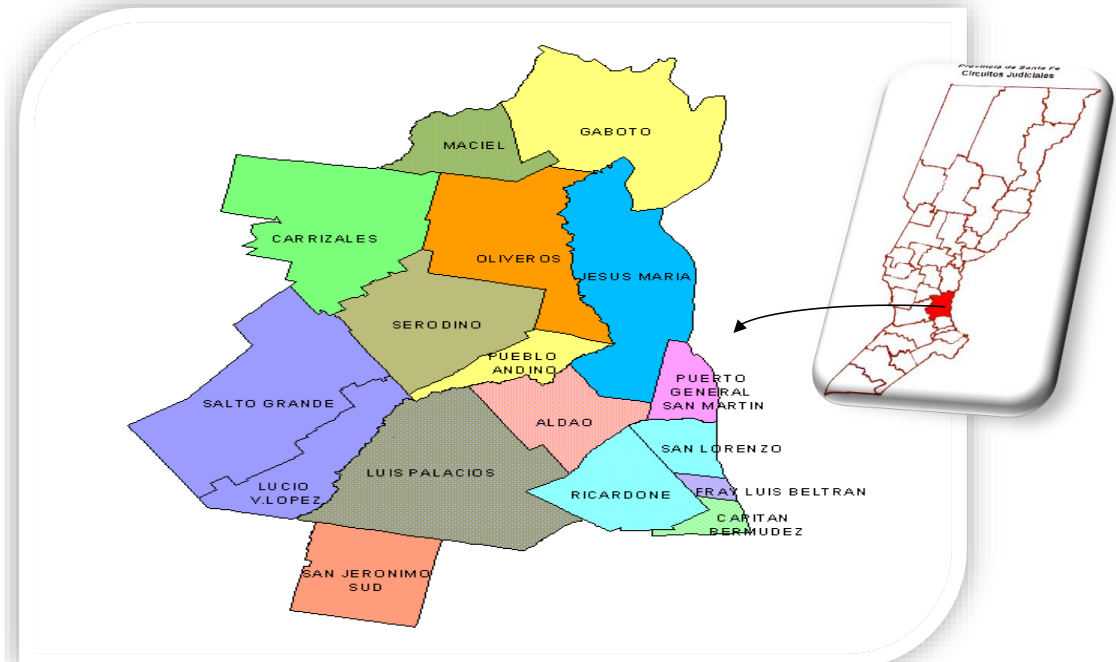 Provincia de Santa Fe
Circuitos Judiciales
GABOTO
MACIEL
CARRIZALES
OLIVEROS
JESUS MARIA
SERODINO
PUEBLO
ANDINO
PUERTO
GENERAL
SAN MARTIN
SALTO GRANDE
ALDAO
SAN LORENZO
LUIS PALACIOS
LUCIO
V.LOPEZ
RICARDONE
FRAY LUIS BELTRAN
CAPITAN
BERMUDEZ
SAN JERONIMO
SUD